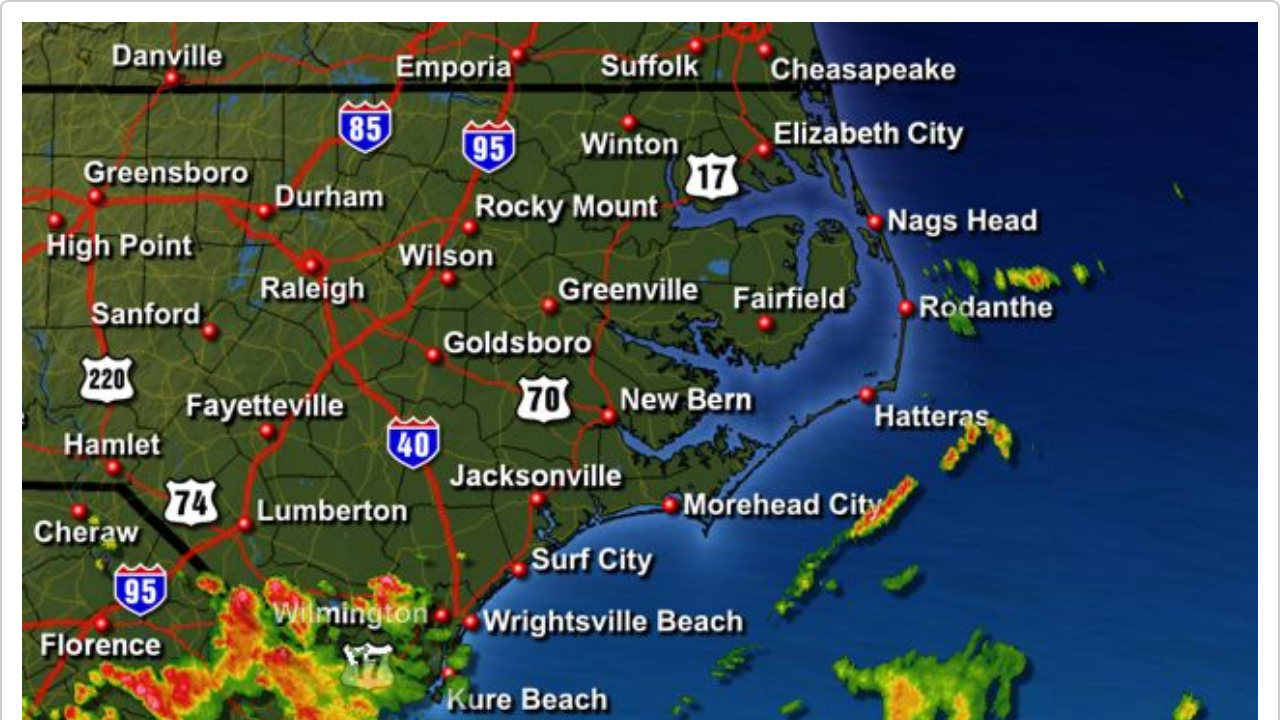 Danville
Emporia
Suffolk
Cheasapeake
85
95
Winton
Elizabeth City
17
Greensboro
Durham
Rocky Mount
Nags Head
High Point
Wilson
Raleigh
Greenville
Fairfield
Rodanthe
Sanford
Goldsboro
220
70
New Bern
Fayetteville
Hatteras
40
Hamlet
Jacksonville
74
Lumberton
Morehead City
Cheraw
Surf City
95
Wilmington
Wrightsville Beach
Florence
17
Kure Beach